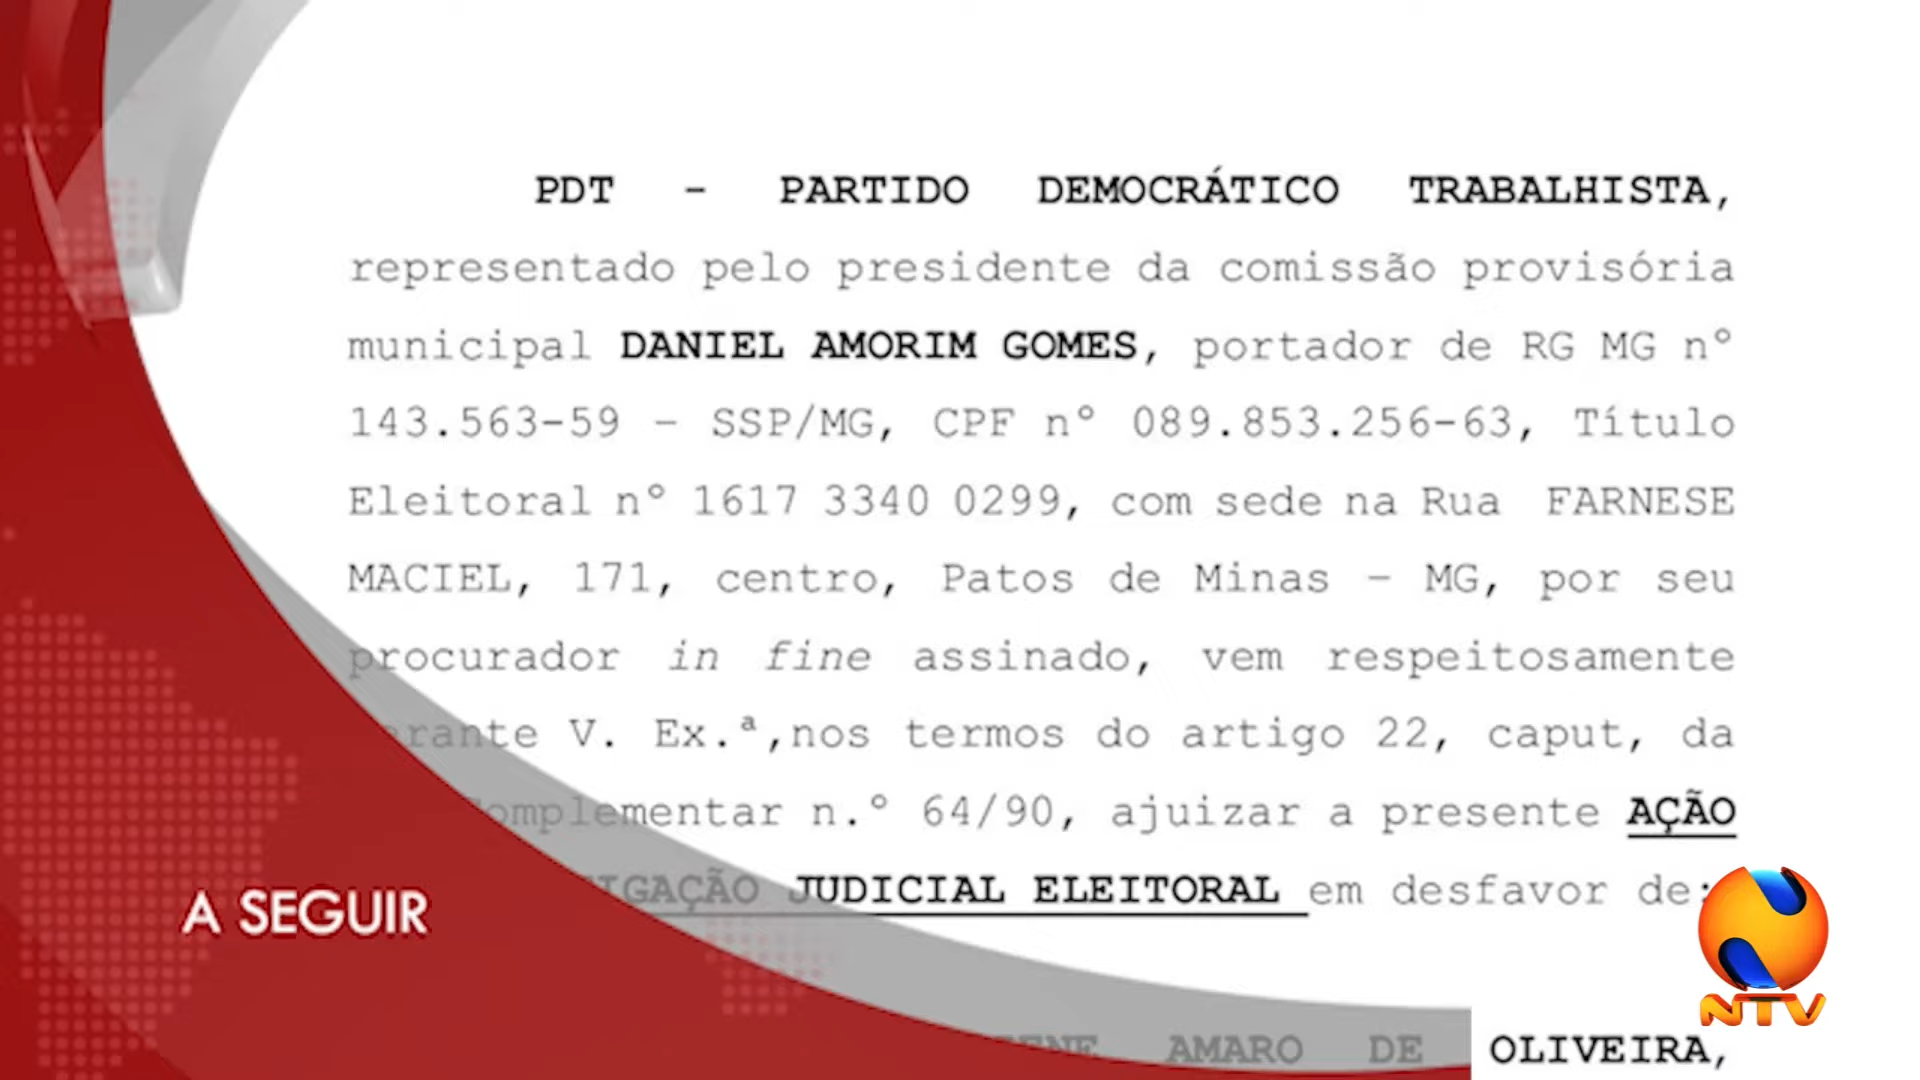 PDT - PARTIDO DEMOCRÁTICO TRABALHISTA,
representado pelo presidente da comissão provisória
municipal DANIEL AMORIM GOMES, portador de RG MG nº
143.563-59 – SSP/MG, CPF nº 089.853.256-63, Título
Eleitoral nº 1617 3340 0299, com sede na Rua FARNESE
MACIEL, 171, centro, Patos de Minas – MG, por seu
procurador in fine assinado, vem respeitosamente
V. Ex.ª,nos termos do artigo 22, caput, da
n.º 64/90, ajuizar a presente AÇÃO
JUDICIAL ELEITORAL em desfavor de:
A SEGUIR
NTV
AMARO DE OLIVEIRA,